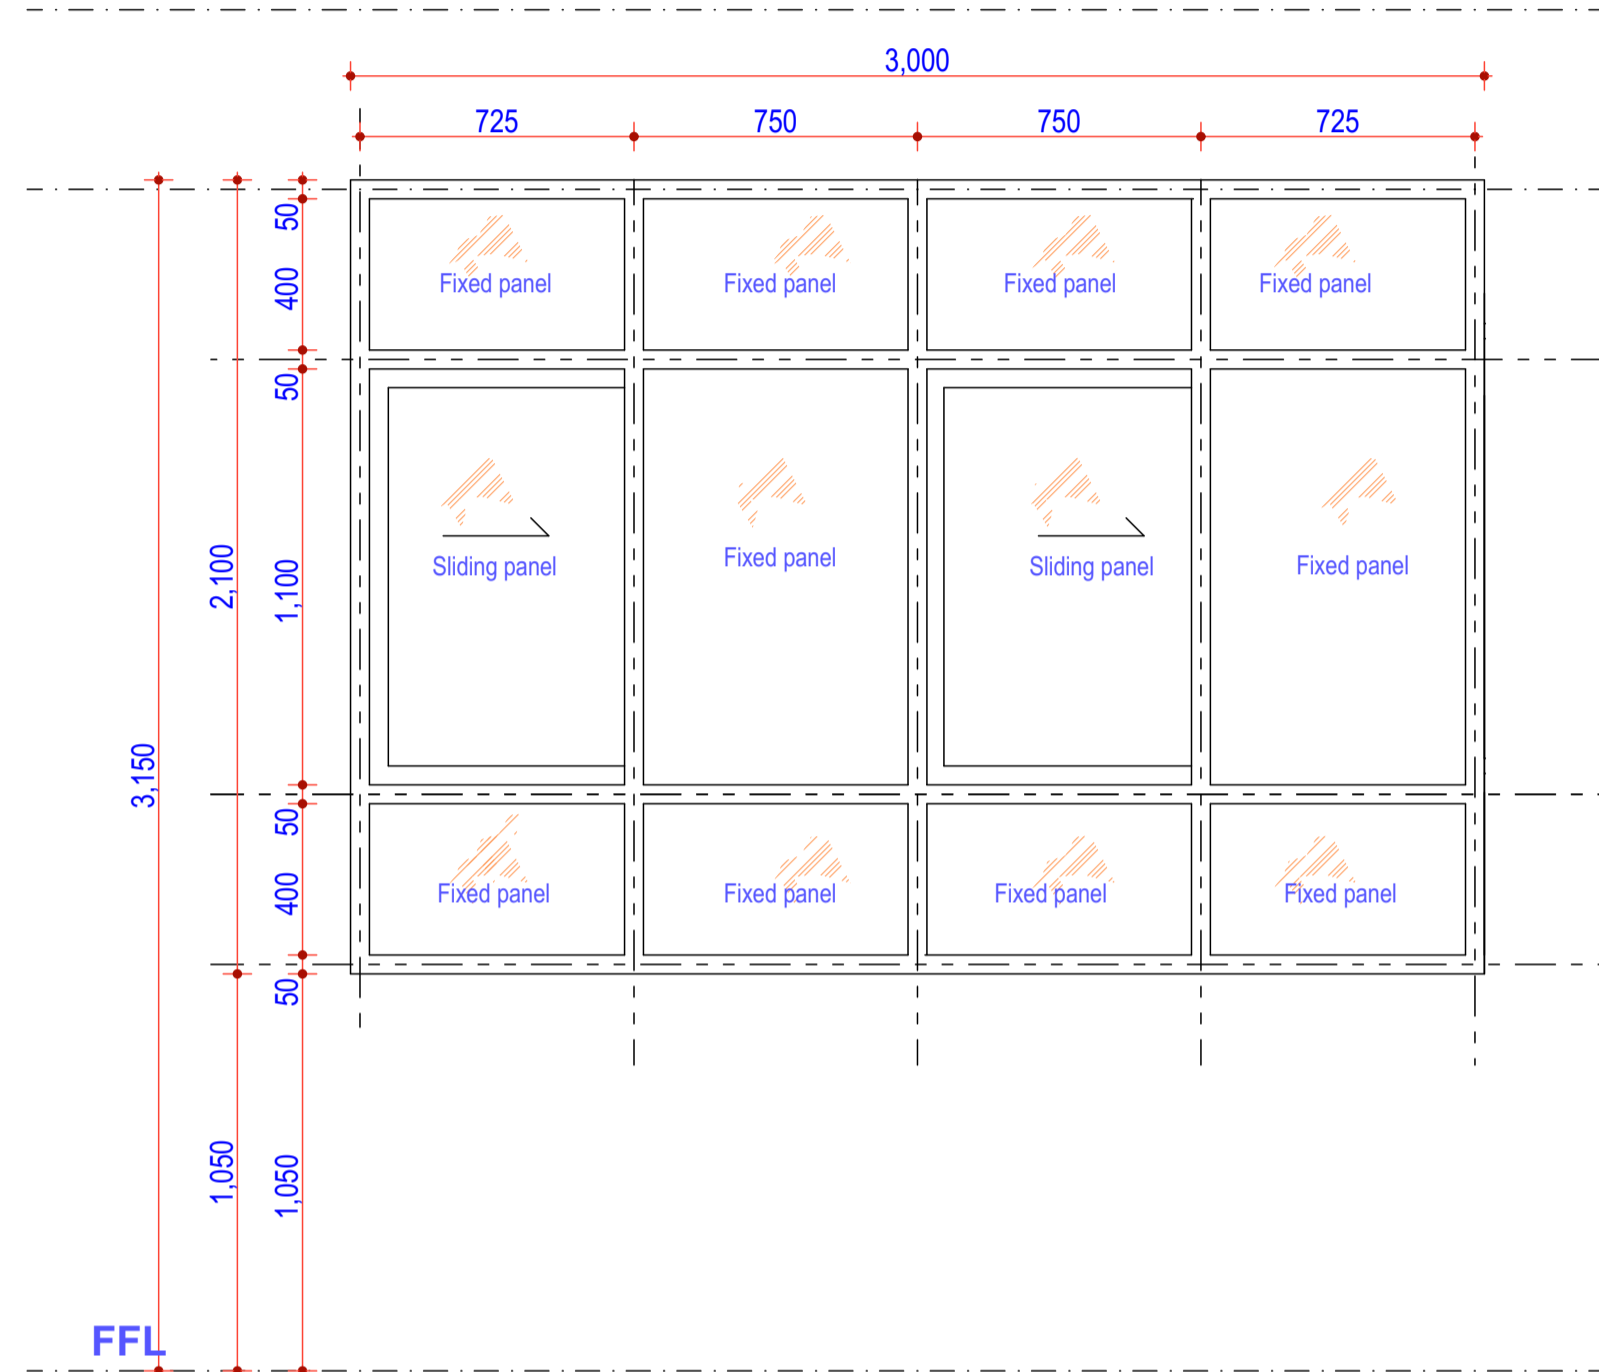 3,000
725 750 750 725
50
400
50
1,100
50
400
50
2,100
3,150
1,050
1,050
Fixed panel Fixed panel Fixed panel Fixed panel
Sliding panel Fixed panel Sliding panel Fixed panel
Fixed panel Fixed panel Fixed panel Fixed panel
FFL